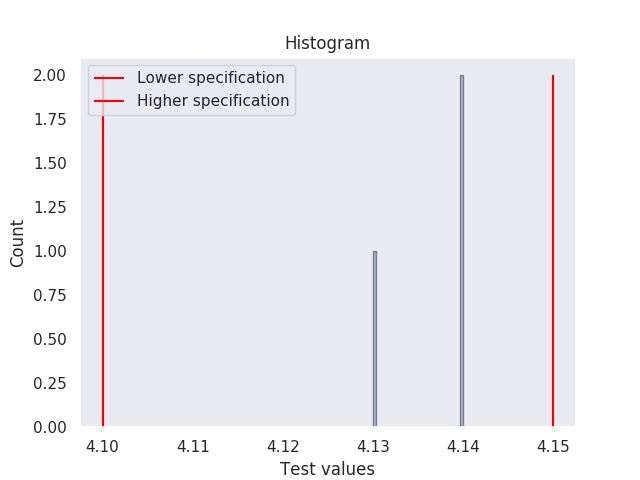 Histogram
Lower specification
Higher specification
2.00
1.75
1.50
1.25
1.00
0.75
0.50
0.25
0.00
Count
4.10 4.11 4.12 4.13 4.14 4.15
Test values